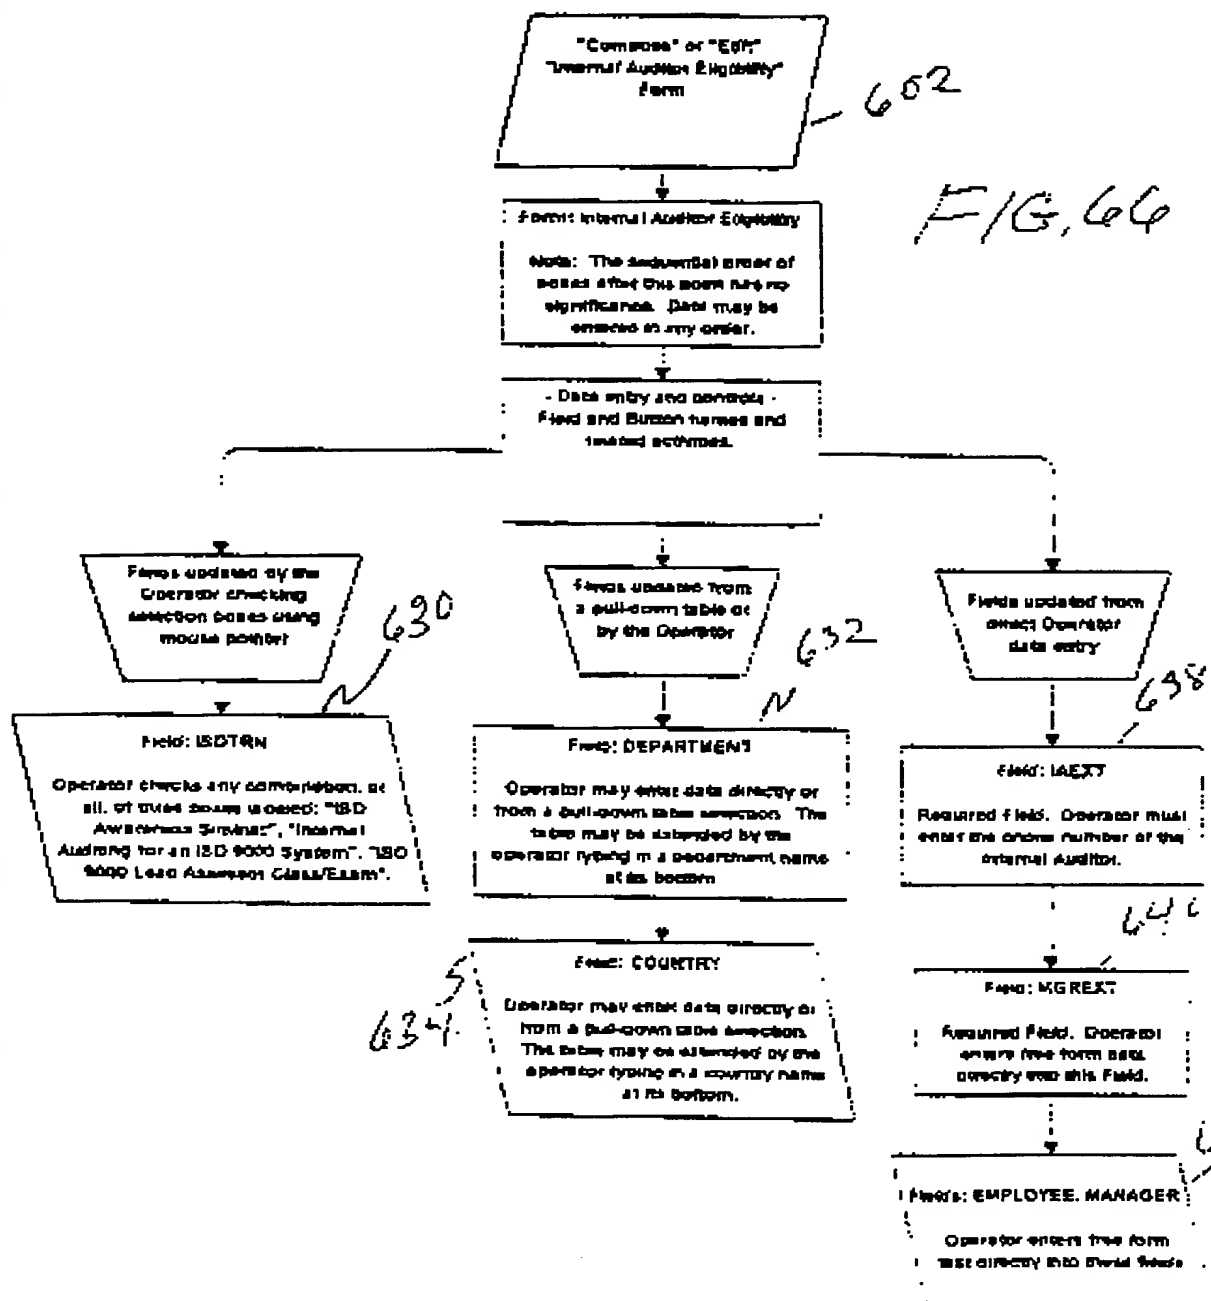 "Compose" or "Edit"
"Internal Auditor Eligibility"
Form
602
FIG. 66
Form: Internal Auditor Eligibility
Note: The sequential order of
boxes after this point has no
significance. Data may be
entered in any order.
- Data entry and controls -
Field and Button names and
related activities.
Fields updated by the
Operator checking
selection boxes using
mouse pointer
630
Field: ISOTRN
Operator checks any combination, or
all, of three boxes labeled: "ISO
Awareness Seminar", "Internal
Auditing for an ISO 9000 System", "ISO
9000 Lead Assessor Class/Exam".
Fields updated from
a pull-down table or
by the Operator
632
Field: DEPARTMENT
Operator may enter data directly or
from a pull-down table selection. The
table may be extended by the
operator typing in a department name
at its bottom
634
Field: COUNTRY
Operator may enter data directly or
from a pull-down table selection.
The table may be extended by the
operator typing in a country name
at its bottom.
Fields updated from
direct Operator
data entry
638
Field: IAEXT
Required Field. Operator must
enter the phone number of the
Internal Auditor.
Field: MGREXT
Required Field. Operator
enters free form data
directly into this Field.
Fields: EMPLOYEE, MANAGER
Operator enters free form
text directly into these fields